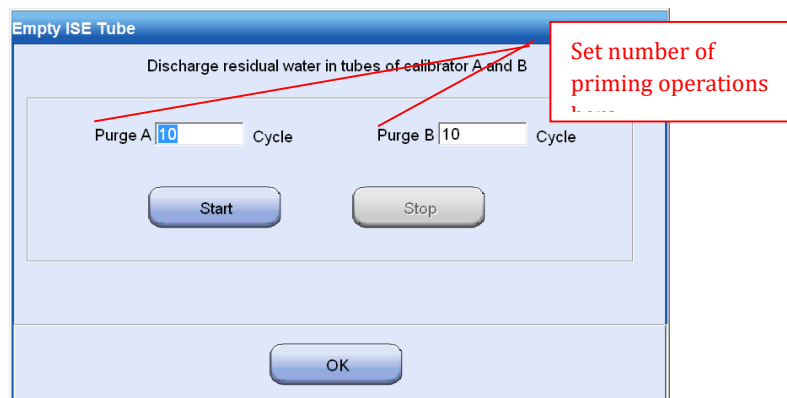 Empty ISE Tube
Discharge residual water in tubes of calibrator A and B
Set number of
priming operations
Purge A 10 Cycle Purge B 10 Cycle
Start Stop
OK